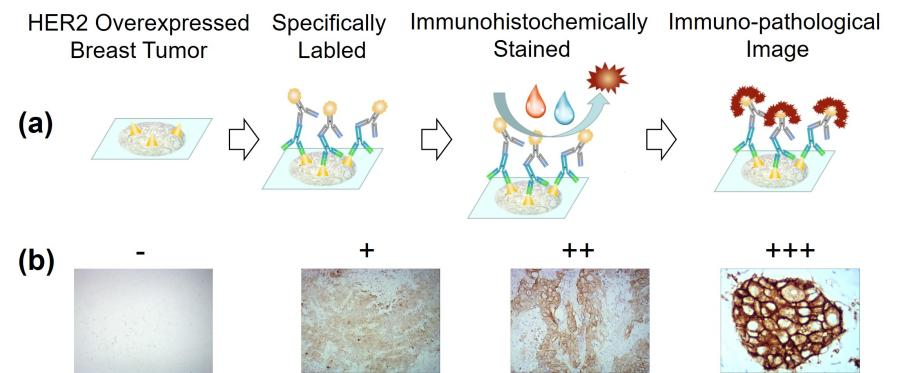 HER2 Overexpressed
Breast Tumor
Specifically
Labled
Immunohistochemically
Stained
Immuno-pathological
Image
(a)
(b)
-
+
++
+++